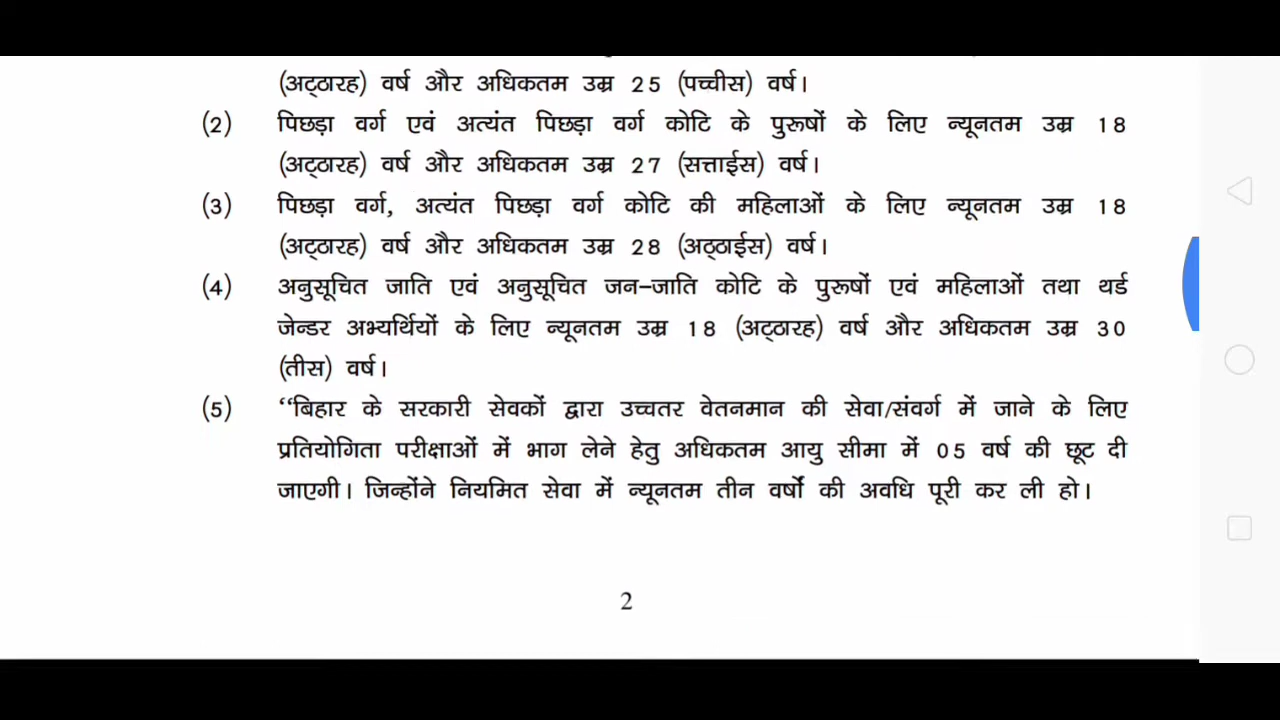 (अट्ठारह) वर्ष और अधिकतम उम्र 25 (पच्चीस) वर्ष।
(2) पिछड़ा वर्ग एवं अत्यंत पिछड़ा वर्ग कोटि के पुरूषों के लिए न्यूनतम उम्र 18
(अट्ठारह) वर्ष और अधिकतम उम्र 27 (सत्ताईस) वर्ष।
(3) पिछड़ा वर्ग, अत्यंत पिछड़ा वर्ग कोटि की महिलाओं के लिए न्यूनतम उम्र 18
(अट्ठारह) वर्ष और अधिकतम उम्र 28 (अठ्ठाईस) वर्ष।
(4) अनुसूचित जाति एवं अनुसूचित जन-जाति कोटि के पुरूषों एवं महिलाओं तथा थर्ड
जेन्डर अभ्यर्थियों के लिए न्यूनतम उम्र 18 (अट्ठारह) वर्ष और अधिकतम उम्र 30
(तीस) वर्ष।
(5) “बिहार के सरकारी सेवकों द्वारा उच्चतर वेतनमान की सेवा/संवर्ग में जाने के लिए
प्रतियोगिता परीक्षाओं में भाग लेने हेतु अधिकतम आयु सीमा में 05 वर्ष की छूट दी
जाएगी। जिन्होंने नियमित सेवा में न्यूनतम तीन वर्षों की अवधि पूरी कर ली हो।
2